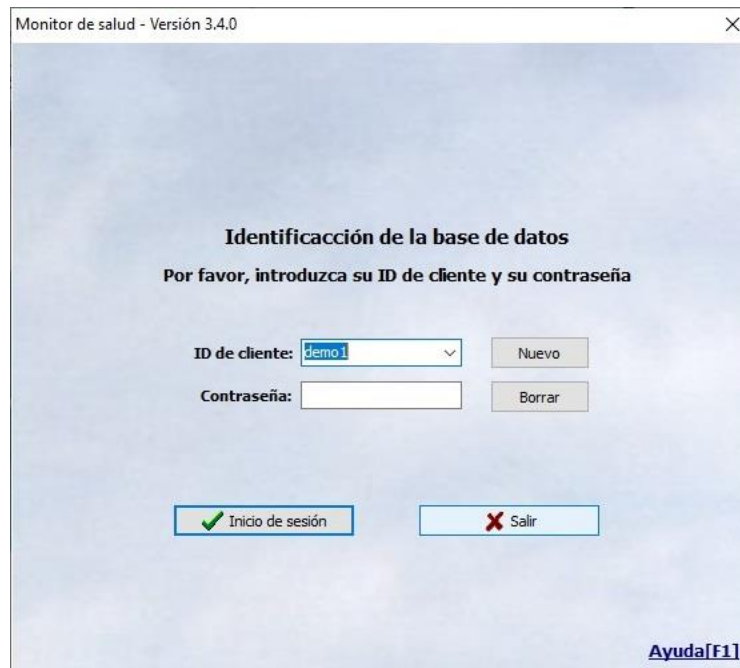 Monitor de salud - Versión 3.4.0
Identificacción de la base de datos
Por favor, introduzca su ID de cliente y su contraseña
ID de cliente: demo1 Nuevo
Contraseña: Borrar
Inicio de sesión Salir
Ayuda[F1]